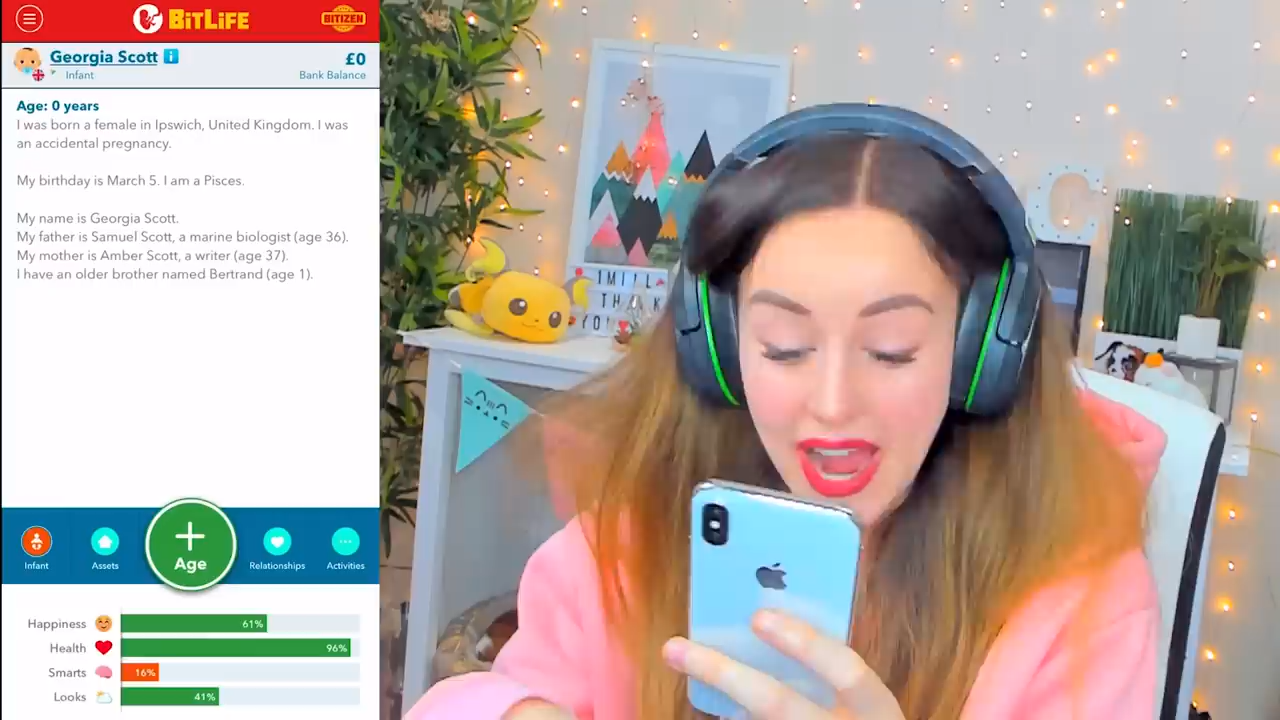 BITLIFE
BITIZEN
Georgia Scott i
£0
Infant
Bank Balance
Age: 0 years
I was born a female in Ipswich, United Kingdom. I was
an accidental pregnancy.
My birthday is March 5. I am a Pisces.
My name is Georgia Scott.
My father is Samuel Scott, a marine biologist (age 36).
My mother is Amber Scott, a writer (age 37).
I have an older brother named Bertrand (age 1).
Infant
Assets
Age
Relationships
Activities
Happiness 61%
Health 96%
Smarts 16%
Looks 41%
C
1MILL
THANK
YOU